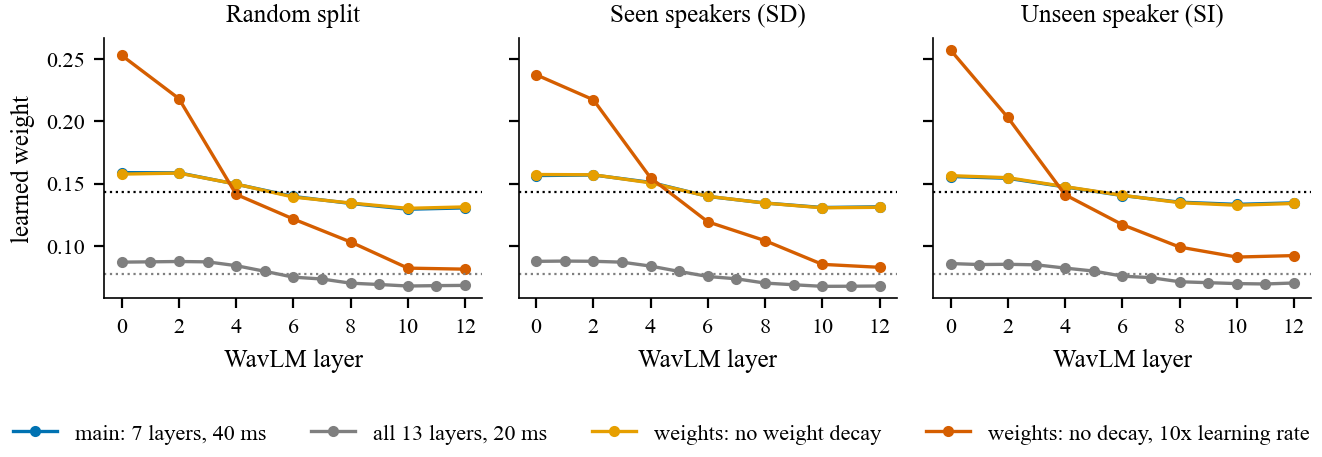 Random split
Seen speakers (SD)
Unseen speaker (SI)
learned weight
0.25
0.20
0.15
0.10
0 2 4 6 8 10 12
0 2 4 6 8 10 12
0 2 4 6 8 10 12
WavLM layer
WavLM layer
WavLM layer
main: 7 layers, 40 ms
all 13 layers, 20 ms
weights: no weight decay
weights: no decay, 10x learning rate